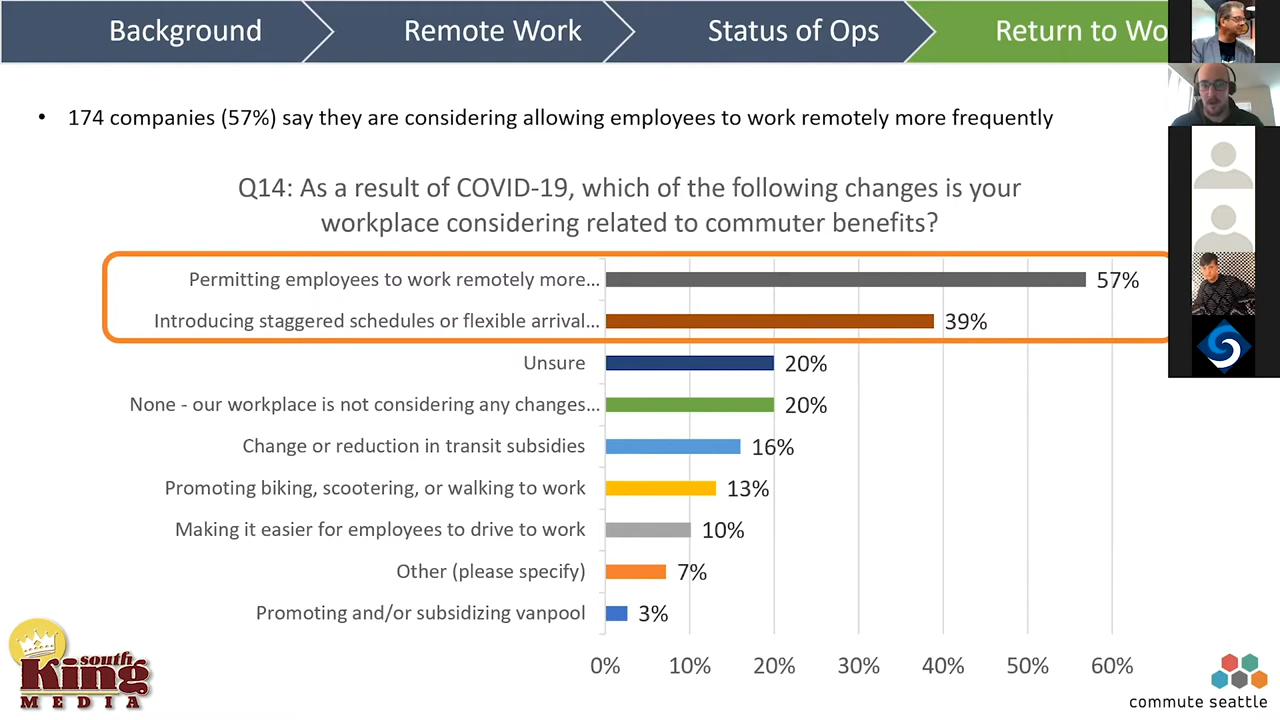 Background
Remote Work
Status of Ops
Return to Wo
• 174 companies (57%) say they are considering allowing employees to work remotely more frequently
Q14: As a result of COVID-19, which of the following changes is your
workplace considering related to commuter benefits?
Permitting employees to work remotely more... 57%
Introducing staggered schedules or flexible arrival... 39%
Unsure 20%
None - our workplace is not considering any changes... 20%
Change or reduction in transit subsidies 16%
Promoting biking, scootering, or walking to work 13%
Making it easier for employees to drive to work 10%
Other (please specify) 7%
Promoting and/or subsidizing vanpool 3%
0% 10% 20% 30% 40% 50% 60%
south
King
MEDIA
commute seattle